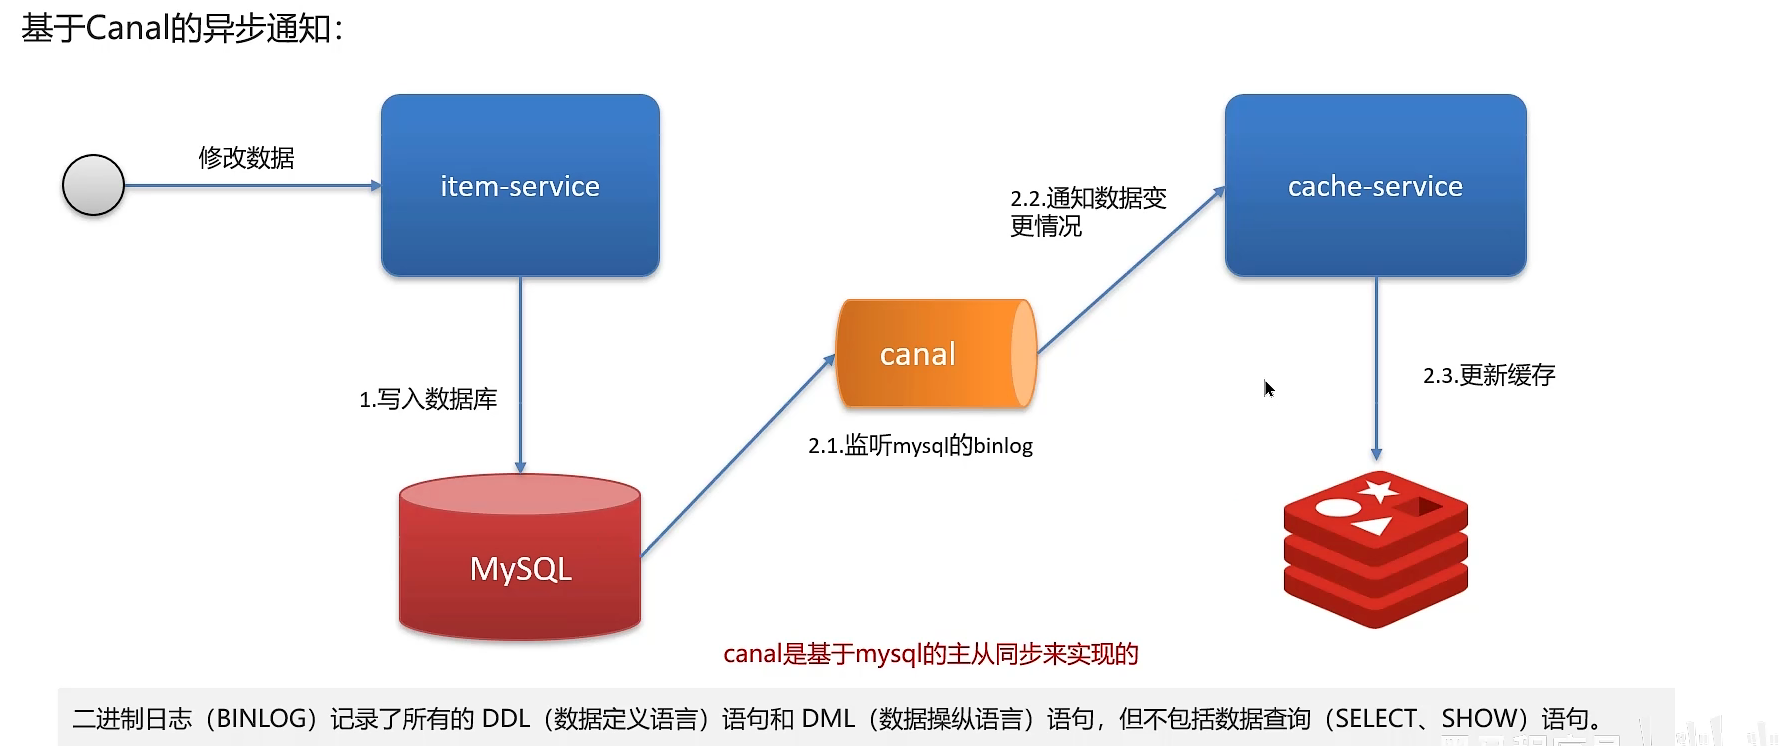 基于Canal的异步通知：
修改数据
item-service
cache-service
2.2.通知数据变
更情况
canal
1.写入数据库
2.3.更新缓存
2.1.监听mysql的binlog
MySQL
canal是基于mysql的主从同步来实现的
二进制日志（BINLOG）记录了所有的 DDL（数据定义语言）语句和 DML（数据操纵语言）语句，但不包括数据查询（SELECT、SHOW）语句。